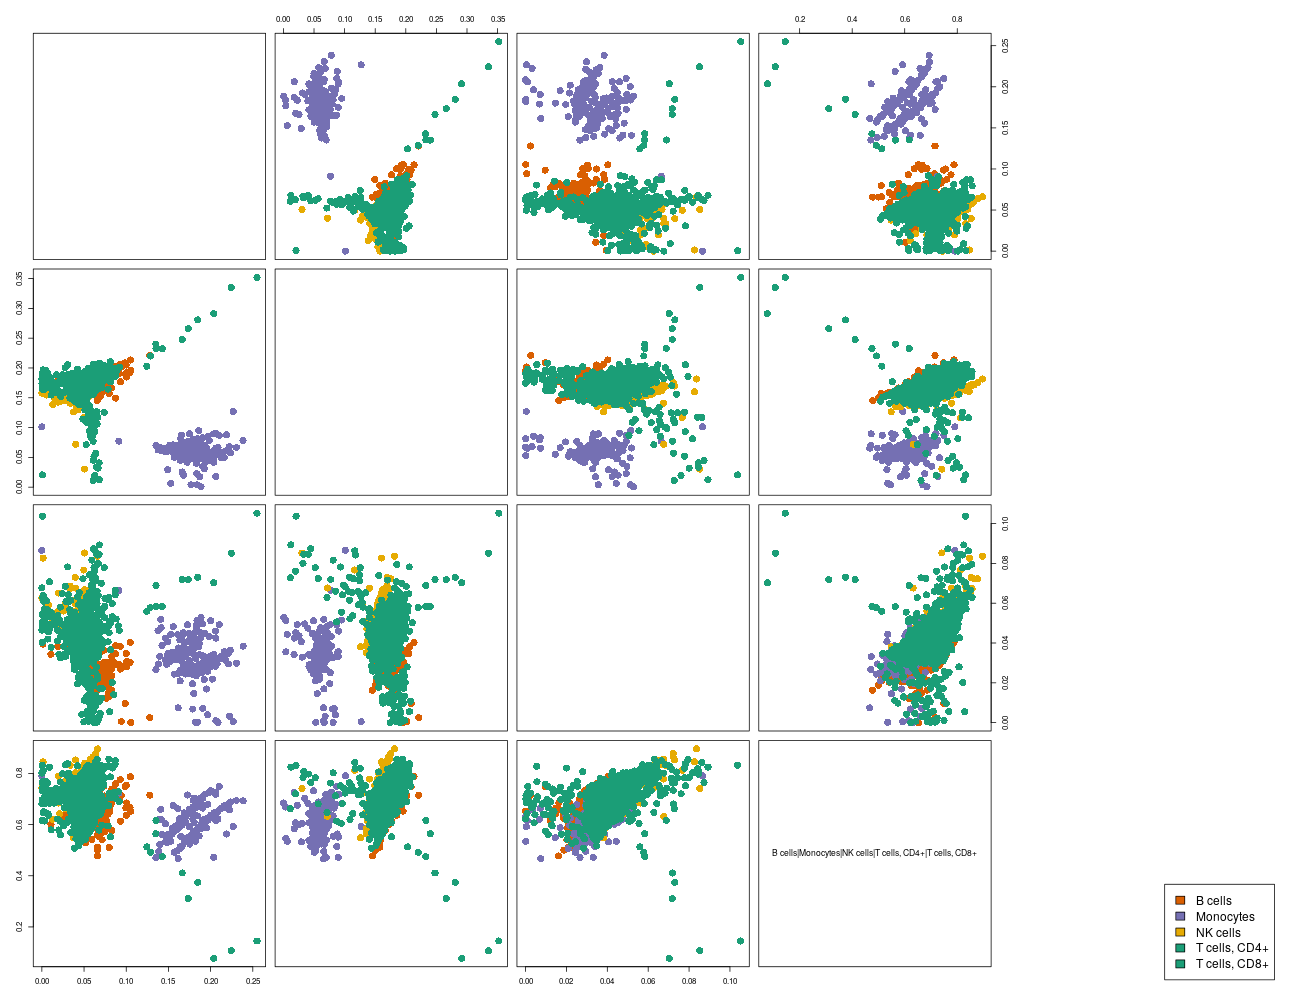 0.00 0.05 0.10 0.15 0.20 0.25 0.30 0.35
0.2 0.4 0.6 0.8
0.00 0.05 0.10 0.15 0.20 0.25
0.00 0.05 0.10 0.15 0.20 0.25 0.30 0.35
0.00 0.02 0.04 0.06 0.08 0.10
0.2 0.4 0.6 0.8
B cells|Monocytes|NK cells|T cells, CD4+|T cells, CD8+
0.00 0.05 0.10 0.15 0.20 0.25
0.00 0.02 0.04 0.06 0.08 0.10
B cells
Monocytes
NK cells
T cells, CD4+
T cells, CD8+